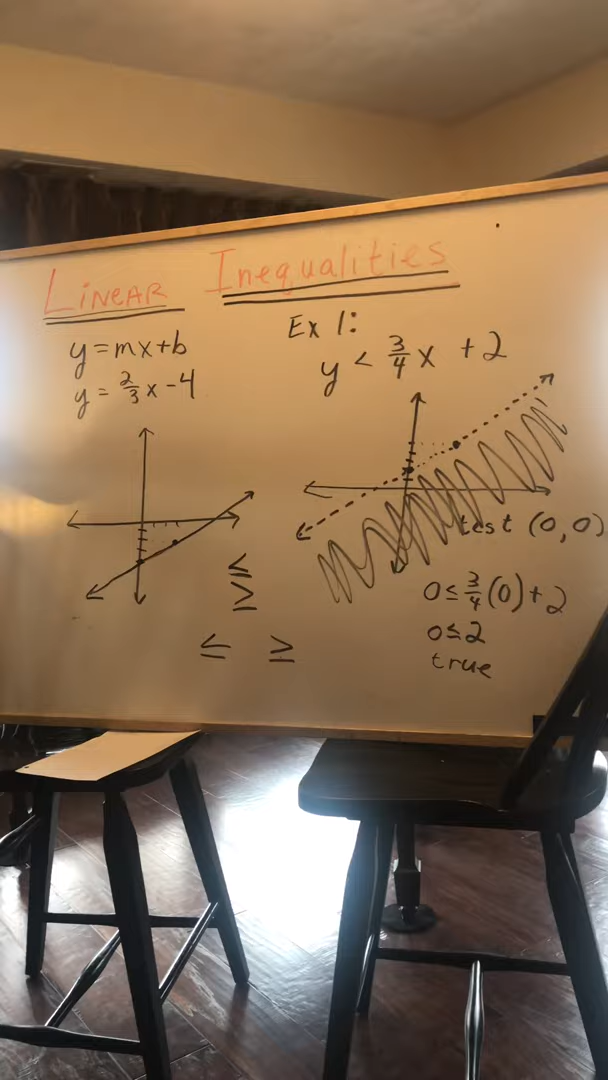 Linear Inequalities
y = mx + b
y = 2/3 x - 4
≤
≥
≤ ≥
Ex 1:
y < 3/4 x + 2
test (0,0)
0 ≤ 3/4 (0) + 2
0 ≤ 2
true